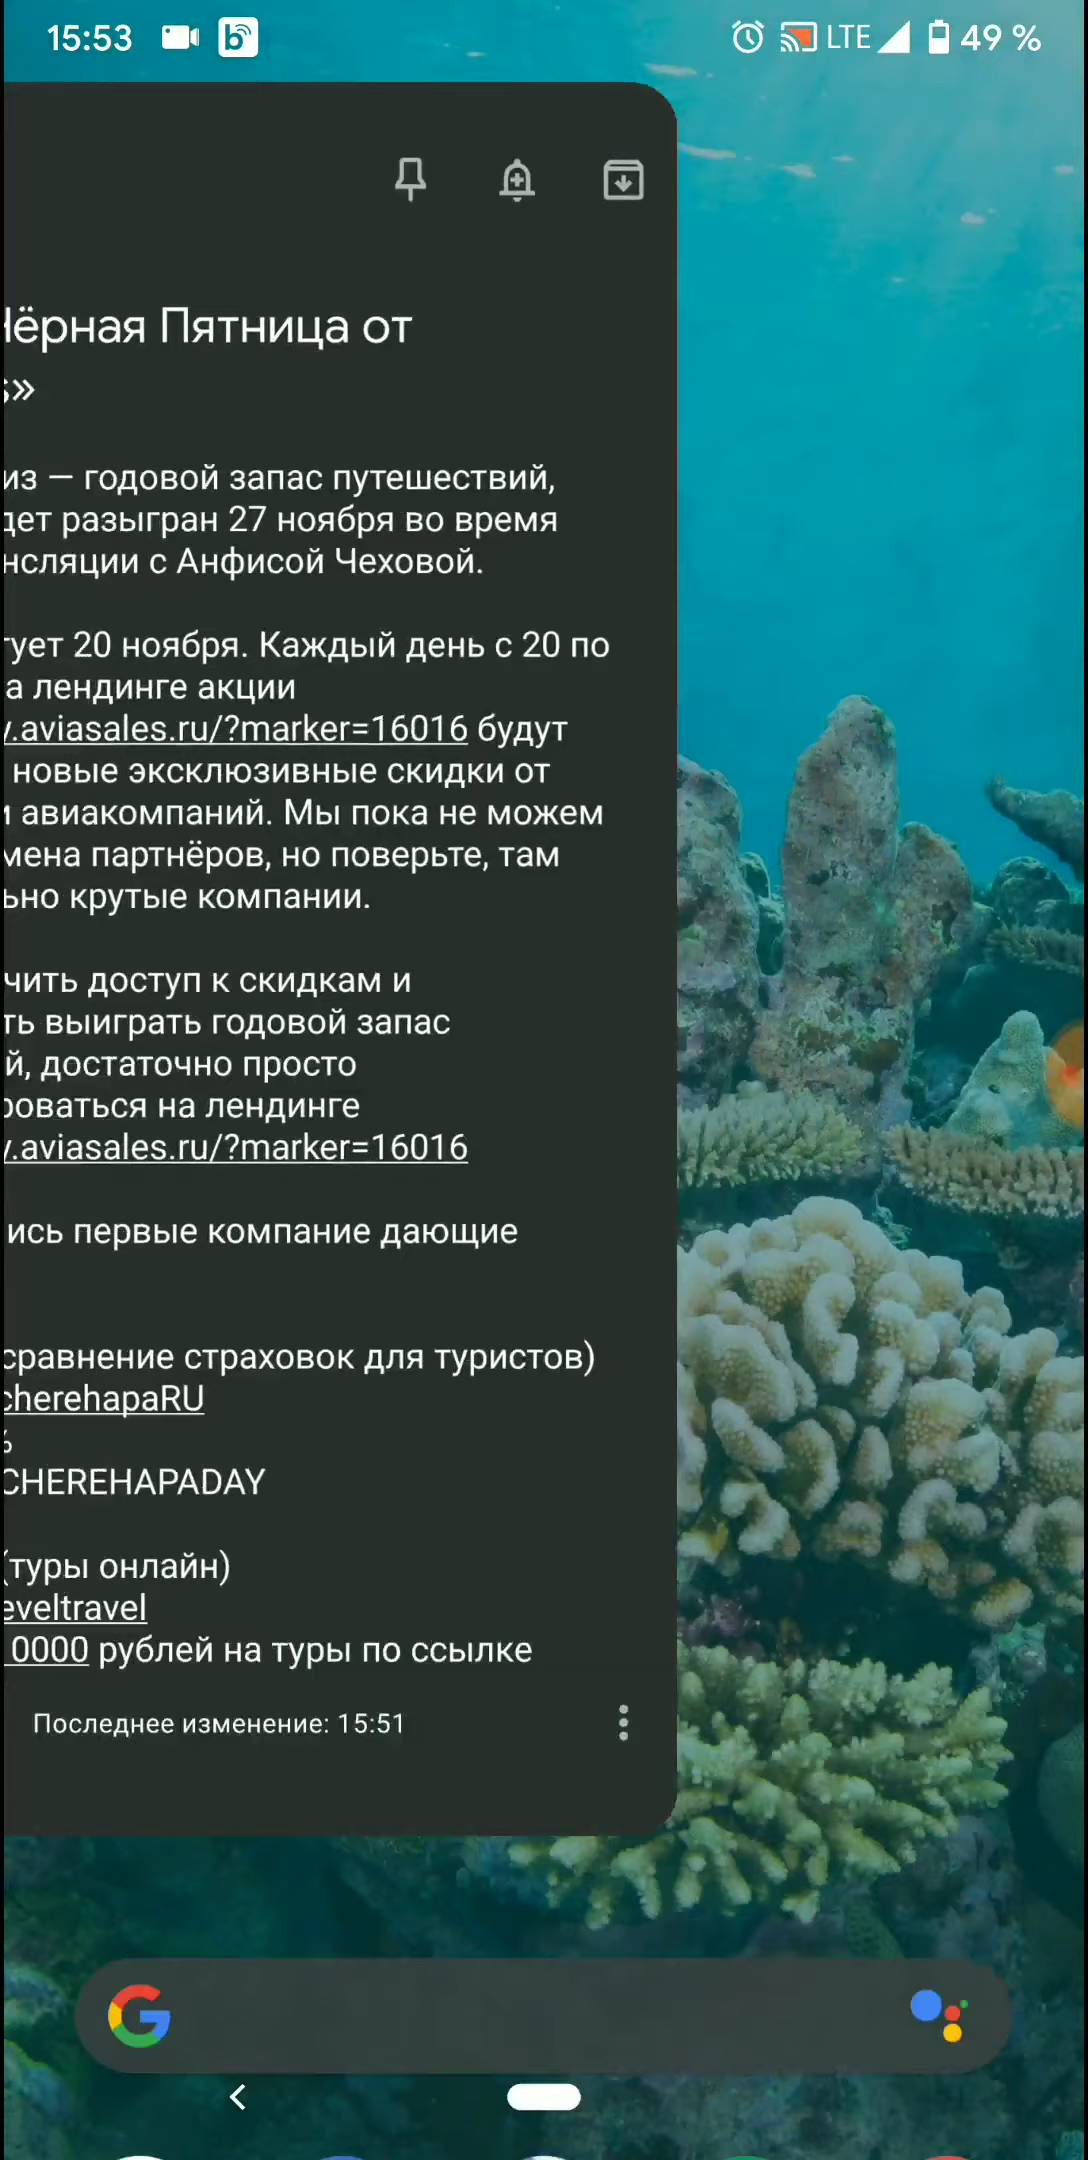 15:53
LTE 49 %
ёрная Пятница от
»
из — годовой запас путешествий,
дет разыгран 27 ноября во время
нсляции с Анфисой Чеховой.
ует 20 ноября. Каждый день с 20 по
а лендинге акции
.aviasales.ru/?marker=16016 будут
новые эксклюзивные скидки от
авиакомпаний. Мы пока не можем
мена партнёров, но поверьте, там
ьно крутые компании.
чить доступ к скидкам и
ть выиграть годовой запас
й, достаточно просто
роваться на лендинге
.aviasales.ru/?marker=16016
ись первые компание дающие
сравнение страховок для туристов)
cherehapaRU
%
CHEREHAPADAY
(туры онлайн)
eveltravel
0000 рублей на туры по ссылке
Последнее изменение: 15:51